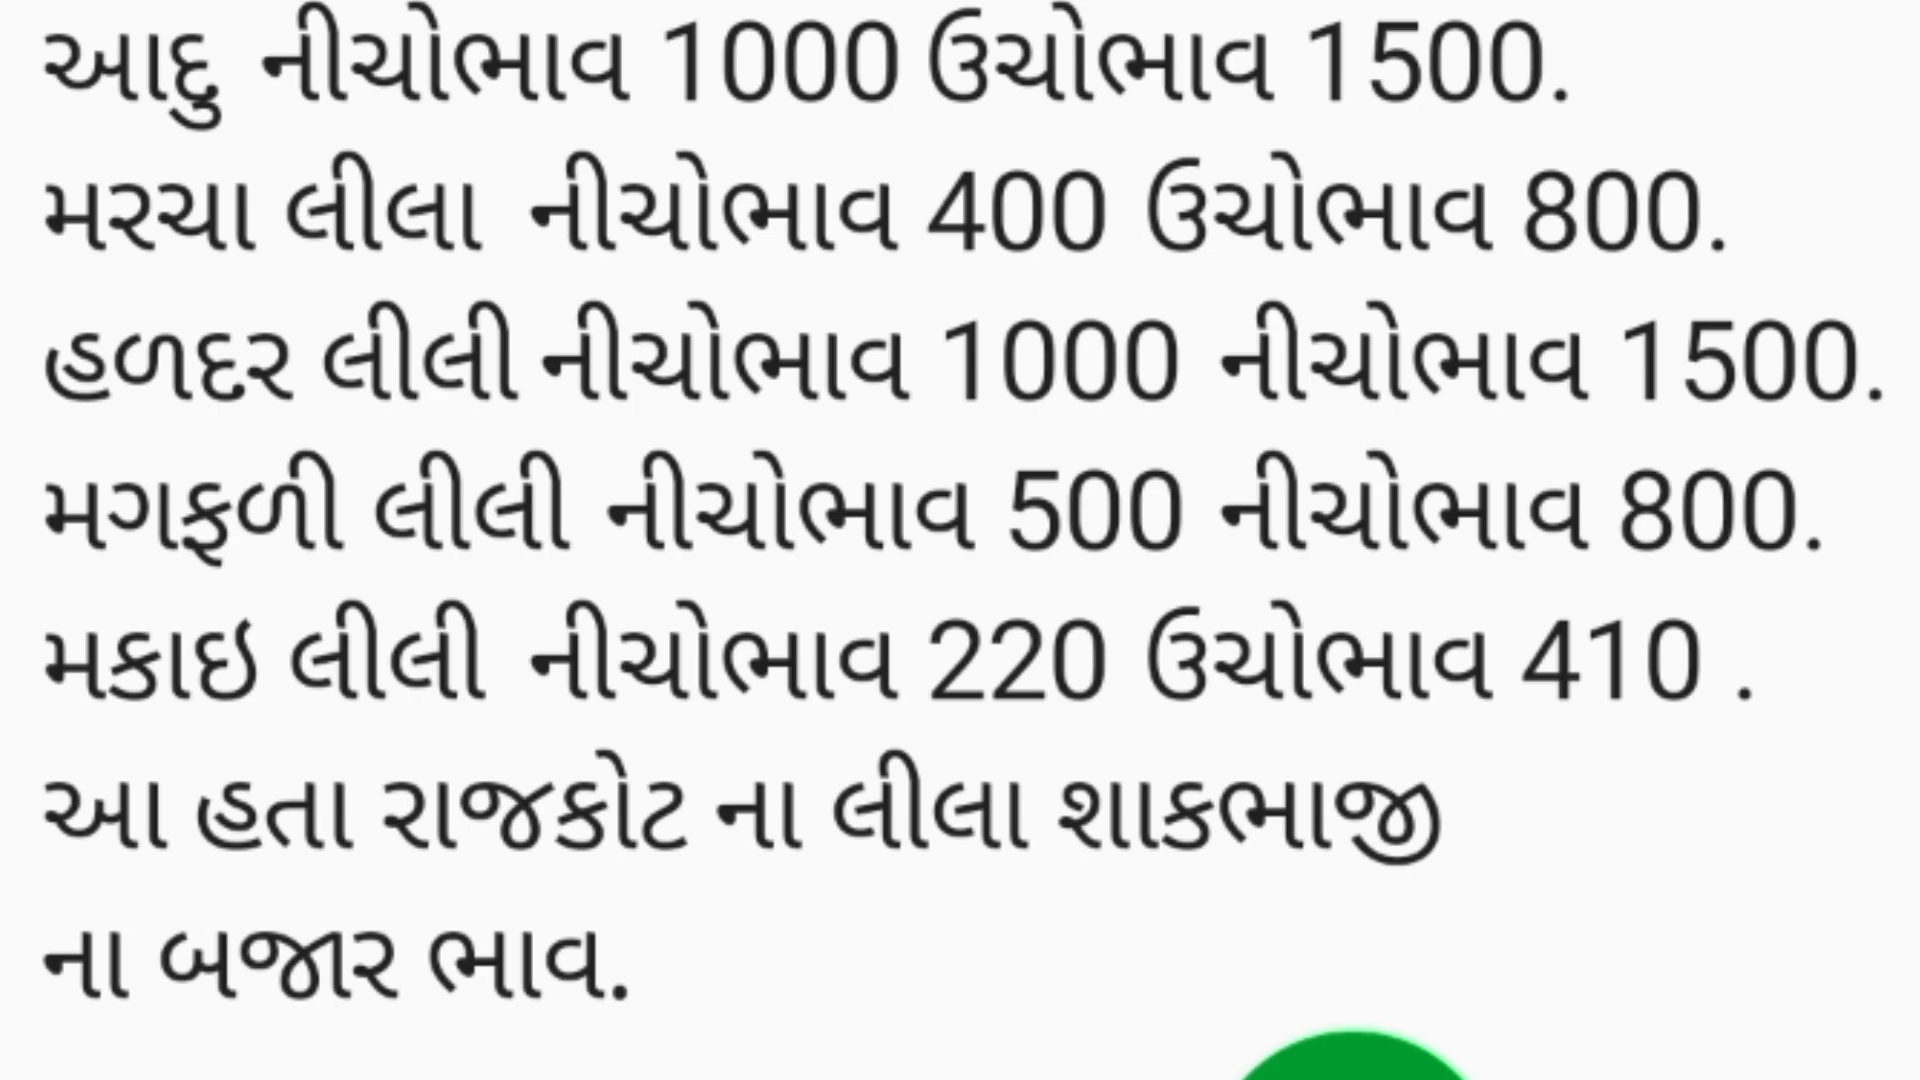 આદુ નીચોભાવ 1000 ઉચોભાવ 1500.
મરચા લીલા નીચોભાવ 400 ઉચોભાવ 800.
હળદર લીલી નીચોભાવ 1000 નીચોભાવ 1500.
મગફળી લીલી નીચોભાવ 500 નીચોભાવ 800.
મકાઇ લીલી નીચોભાવ 220 ઉચોભાવ 410 .
આ હતા રાજકોટ ના લીલા શાકભાજી
ના બજાર ભાવ.